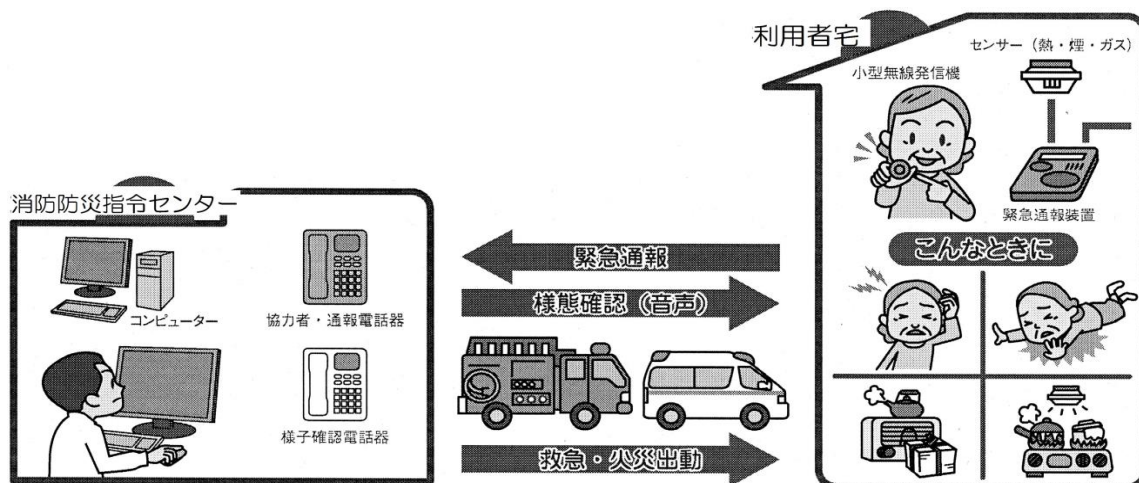 利用者宅
センサー（熱・煙・ガス）
小型無線発信機
緊急通報装置
こんなときに
消防防災指令センター
コンピューター
協力者・通報電話器
様子確認電話器
緊急通報
様態確認（音声）
救急・火災出動